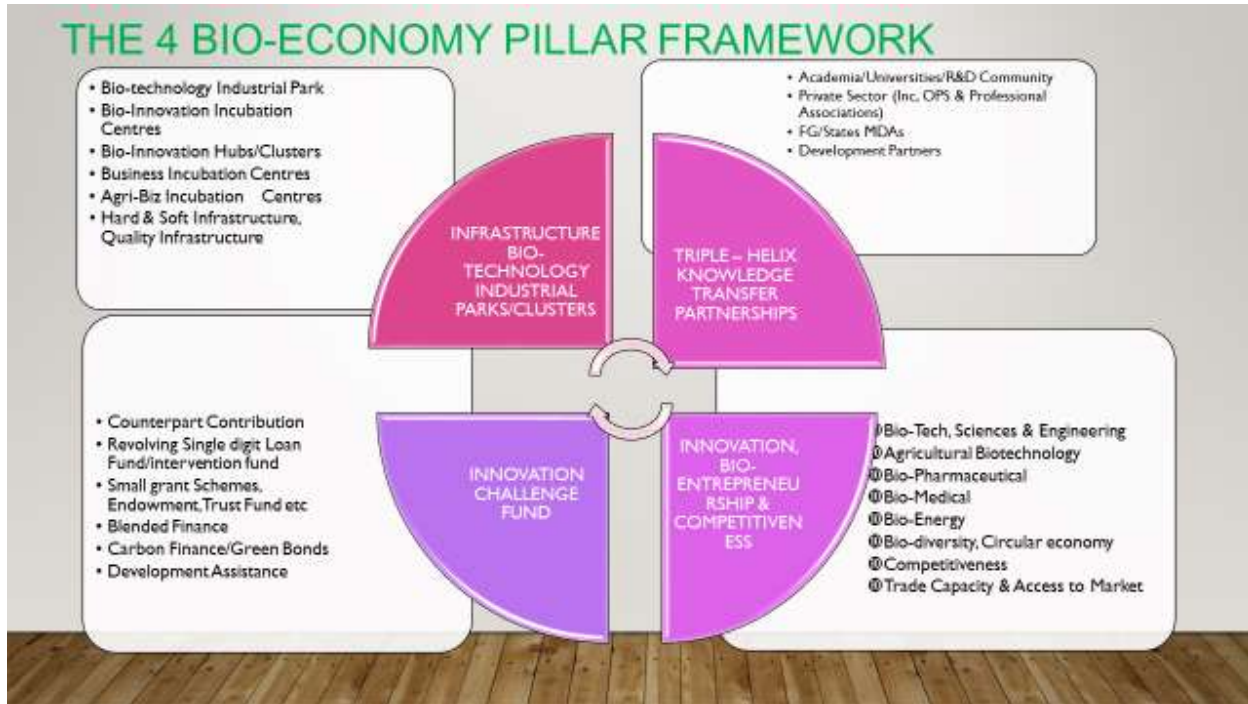 THE 4 BIO-ECONOMY PILLAR FRAMEWORK
• Bio-technology Industrial Park
• Bio-Innovation Incubation
Centres
• Bio-Innovation Hubs/Clusters
• Business Incubation Centres
• Agri-Biz Incubation Centres
• Hard & Soft Infrastructure,
Quality Infrastructure
INFRASTRUCTURE
BIO-
TECHNOLOGY
INDUSTRIAL
PARKS/CLUSTERS
• Academia/Universities/R&D Community
• Private Sector (Inc, OPS & Professional
Associations)
• FG/States MDAs
• Development Partners
TRIPLE – HELIX
KNOWLEDGE
TRANSFER
PARTNERSHIPS
• Counterpart Contribution
• Revolving Single digit Loan
Fund/intervention fund
• Small grant Schemes,
Endowment, Trust Fund etc
• Blended Finance
• Carbon Finance/Green Bonds
• Development Assistance
INNOVATION
CHALLENGE
FUND
INNOVATION,
BIO-
ENTREPRENEU
RSHIP &
COMPETITIVEN
ESS
@Bio-Tech, Sciences & Engineering
@Agricultural Biotechnology
@Bio-Pharmaceutical
@Bio-Medical
@Bio-Energy
@Bio-diversity, Circular economy
@Competitiveness
@Trade Capacity & Access to Market